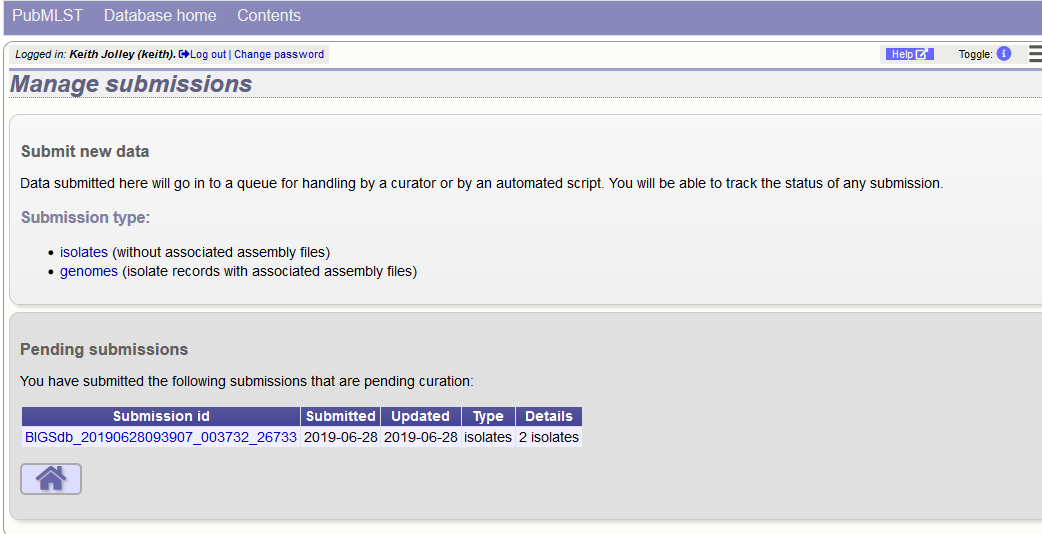 PubMLST Database home Contents
Logged in: Keith Jolley (keith). Log out | Change password Help Toggle:
Manage submissions
Submit new data
Data submitted here will go in to a queue for handling by a curator or by an automated script. You will be able to track the status of any submission.
Submission type:
isolates (without associated assembly files)
genomes (isolate records with associated assembly files)
Pending submissions
You have submitted the following submissions that are pending curation:
Submission id Submitted Updated Type Details
BIGSdb_20190628093907_003732_26733 2019-06-28 2019-06-28 isolates 2 isolates